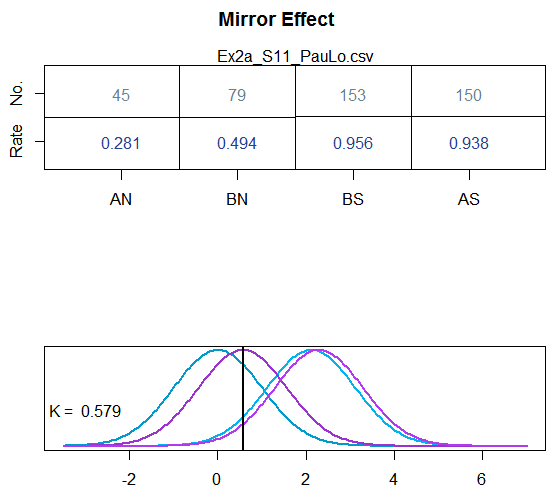 Mirror Effect
Ex2a_S11_PauLo.csv
No. 45 79 153 150
Rate 0.281 0.494 0.956 0.938
AN BN BS AS
K = 0.579
-2 0 2 4 6